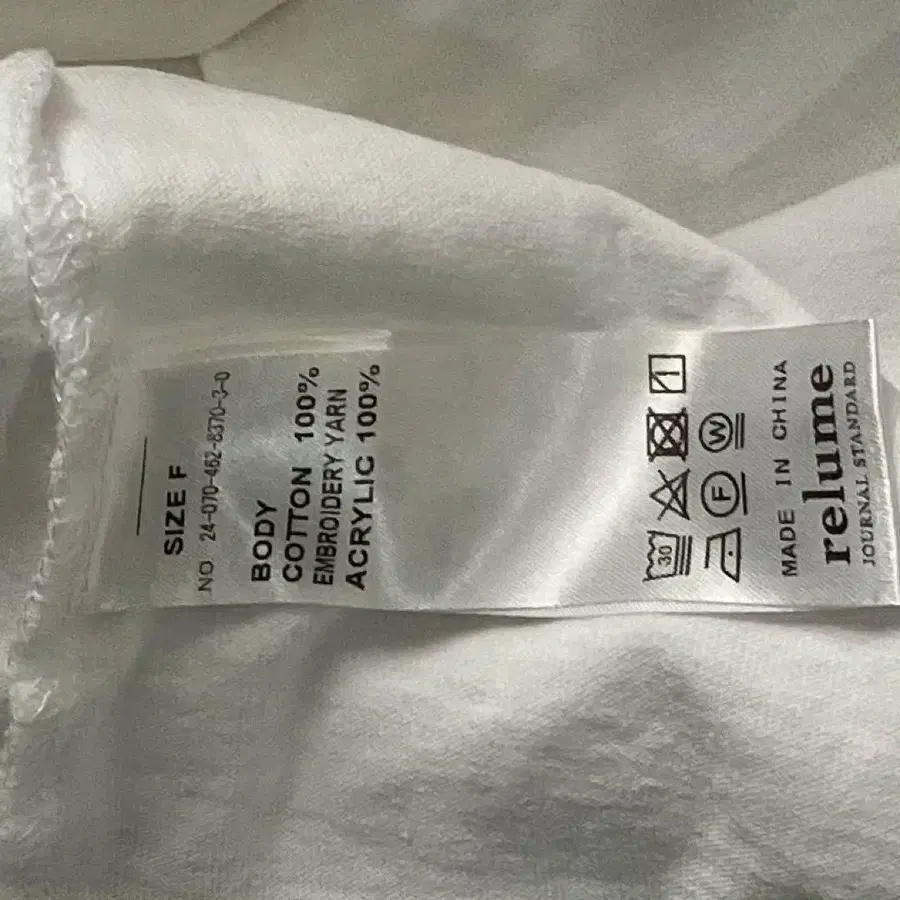 SIZE F
NO. 24-070-462-8370-3-0
BODY
COTTON 100%
EMBROIDERY YARN
ACRYLIC 100%
30
F W
MADE IN CHINA
relume
JOURNAL STANDARD